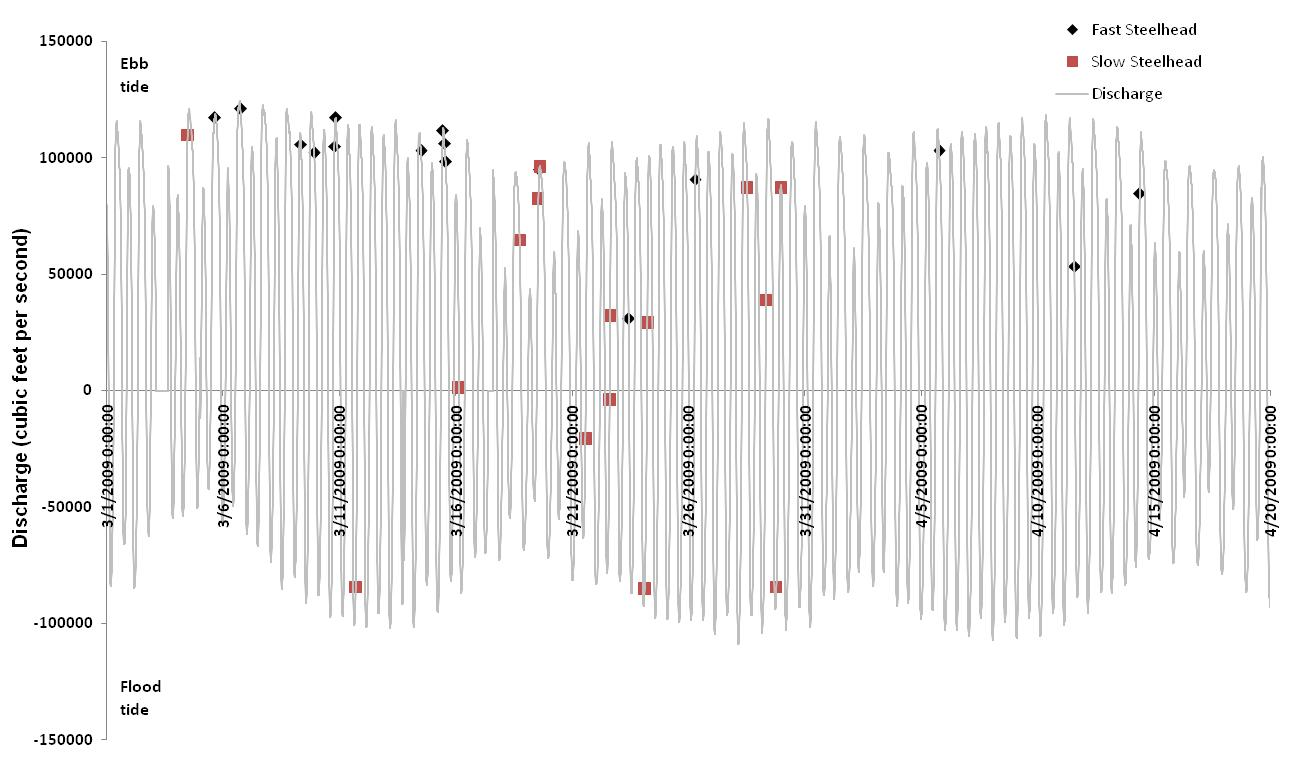 Fast Steelhead
Slow Steelhead
Discharge
150000
Ebb
tide
100000
50000
0
-50000
-100000
-150000
Flood
tide
Discharge (cubic feet per second)
3/1/2009 0:00:00
3/6/2009 0:00:00
3/11/2009 0:00:00
3/16/2009 0:00:00
3/21/2009 0:00:00
3/26/2009 0:00:00
3/31/2009 0:00:00
4/5/2009 0:00:00
4/10/2009 0:00:00
4/15/2009 0:00:00
4/20/2009 0:00:00